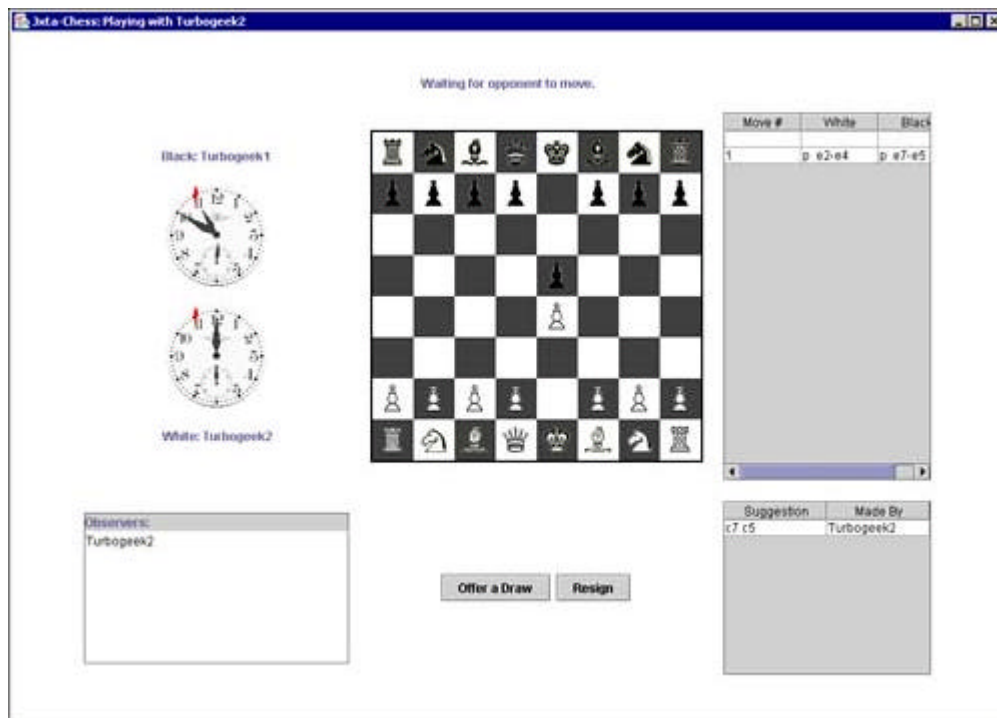 Jxta-Chess: Playing with Turbogeek2
Waiting for opponent to move.
Move # White Black
1 p e2-e4 p e7-e5
Black: Turbogeek1
White: Turbogeek2
Observers:
Turbogeek2
Offer a Draw Resign
Suggestion Made By
c7 c5 Turbogeek2